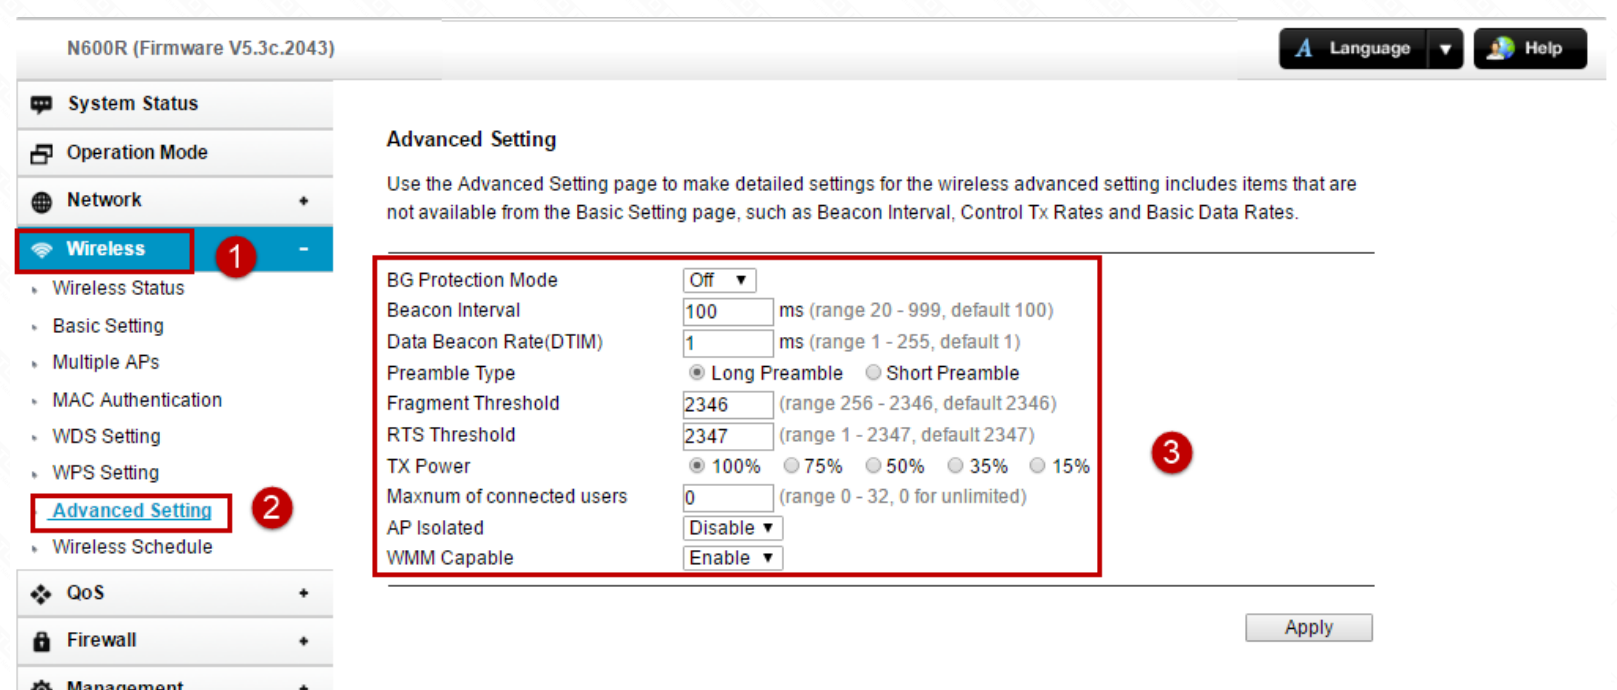 N600R (Firmware V5.3c.2043)
A Language ▼ Help
System Status
Operation Mode
Network +
Wireless 1 -
Wireless Status
Basic Setting
Multiple APs
MAC Authentication
WDS Setting
WPS Setting
Advanced Setting 2
Wireless Schedule
QoS +
Firewall +
Management +
Advanced Setting
Use the Advanced Setting page to make detailed settings for the wireless advanced setting includes items that are
not available from the Basic Setting page, such as Beacon Interval, Control Tx Rates and Basic Data Rates.
BG Protection Mode Off ▼
Beacon Interval 100 ms (range 20 - 999, default 100)
Data Beacon Rate(DTIM) 1 ms (range 1 - 255, default 1)
Preamble Type Long Preamble Short Preamble
Fragment Threshold 2346 (range 256 - 2346, default 2346)
RTS Threshold 2347 (range 1 - 2347, default 2347)
TX Power 100% 75% 50% 35% 15%
Maxnum of connected users 0 (range 0 - 32, 0 for unlimited)
AP Isolated Disable ▼
WMM Capable Enable ▼
3
Apply